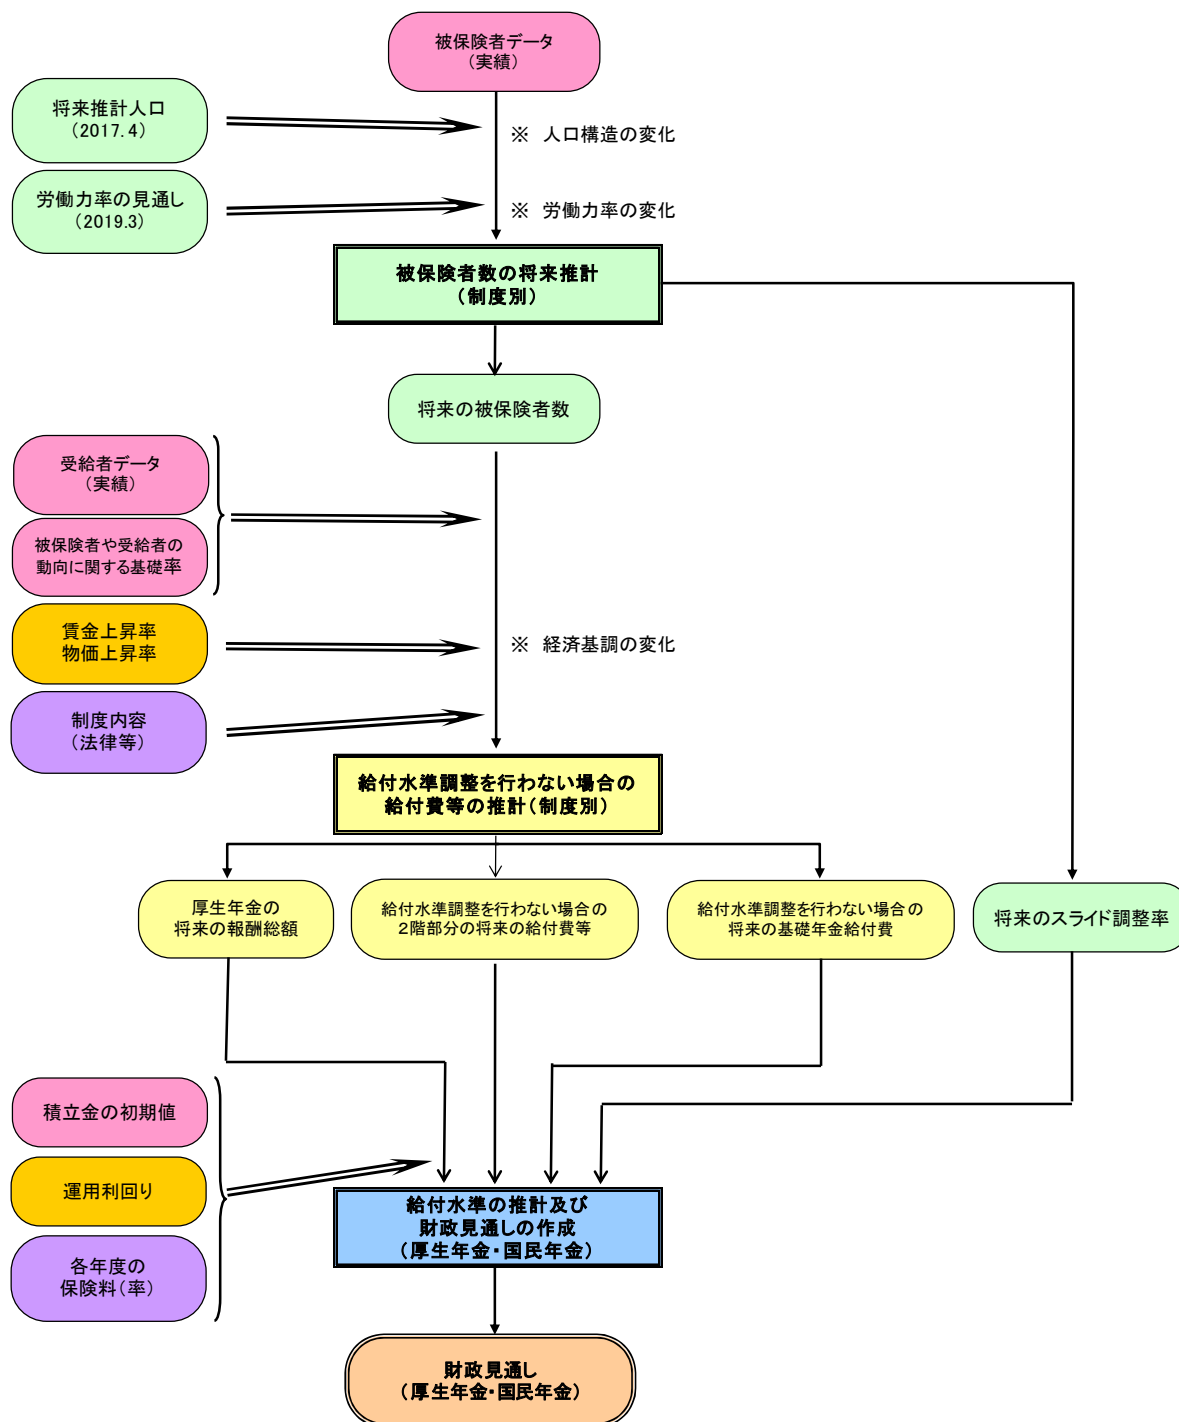 被保険者データ
（実績）
将来推計人口
（2017.4）
※ 人口構造の変化
労働力率の見通し
（2019.3）
※ 労働力率の変化
被保険者数の将来推計
（制度別）
将来の被保険者数
受給者データ
（実績）
被保険者や受給者の
動向に関する基礎率
賃金上昇率
物価上昇率
※ 経済基調の変化
制度内容
（法律等）
給付水準調整を行わない場合の
給付費等の推計（制度別）
厚生年金の
将来の報酬総額
給付水準調整を行わない場合の
２階部分の将来の給付費等
給付水準調整を行わない場合の
将来の基礎年金給付費
将来のスライド調整率
積立金の初期値
運用利回り
各年度の
保険料（率）
給付水準の推計及び
財政見通しの作成
（厚生年金・国民年金）
財政見通し
（厚生年金・国民年金）